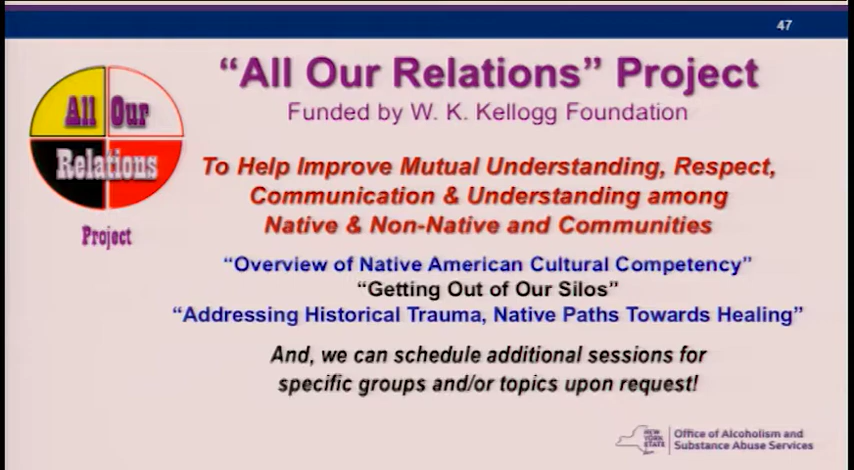 47
All Our
Relations
Project
“All Our Relations” Project
Funded by W. K. Kellogg Foundation
To Help Improve Mutual Understanding, Respect,
Communication & Understanding among
Native & Non-Native and Communities
“Overview of Native American Cultural Competency”
“Getting Out of Our Silos”
“Addressing Historical Trauma, Native Paths Towards Healing”
And, we can schedule additional sessions for
specific groups and/or topics upon request!
NEW
YORK
STATE
Office of Alcoholism and
Substance Abuse Services